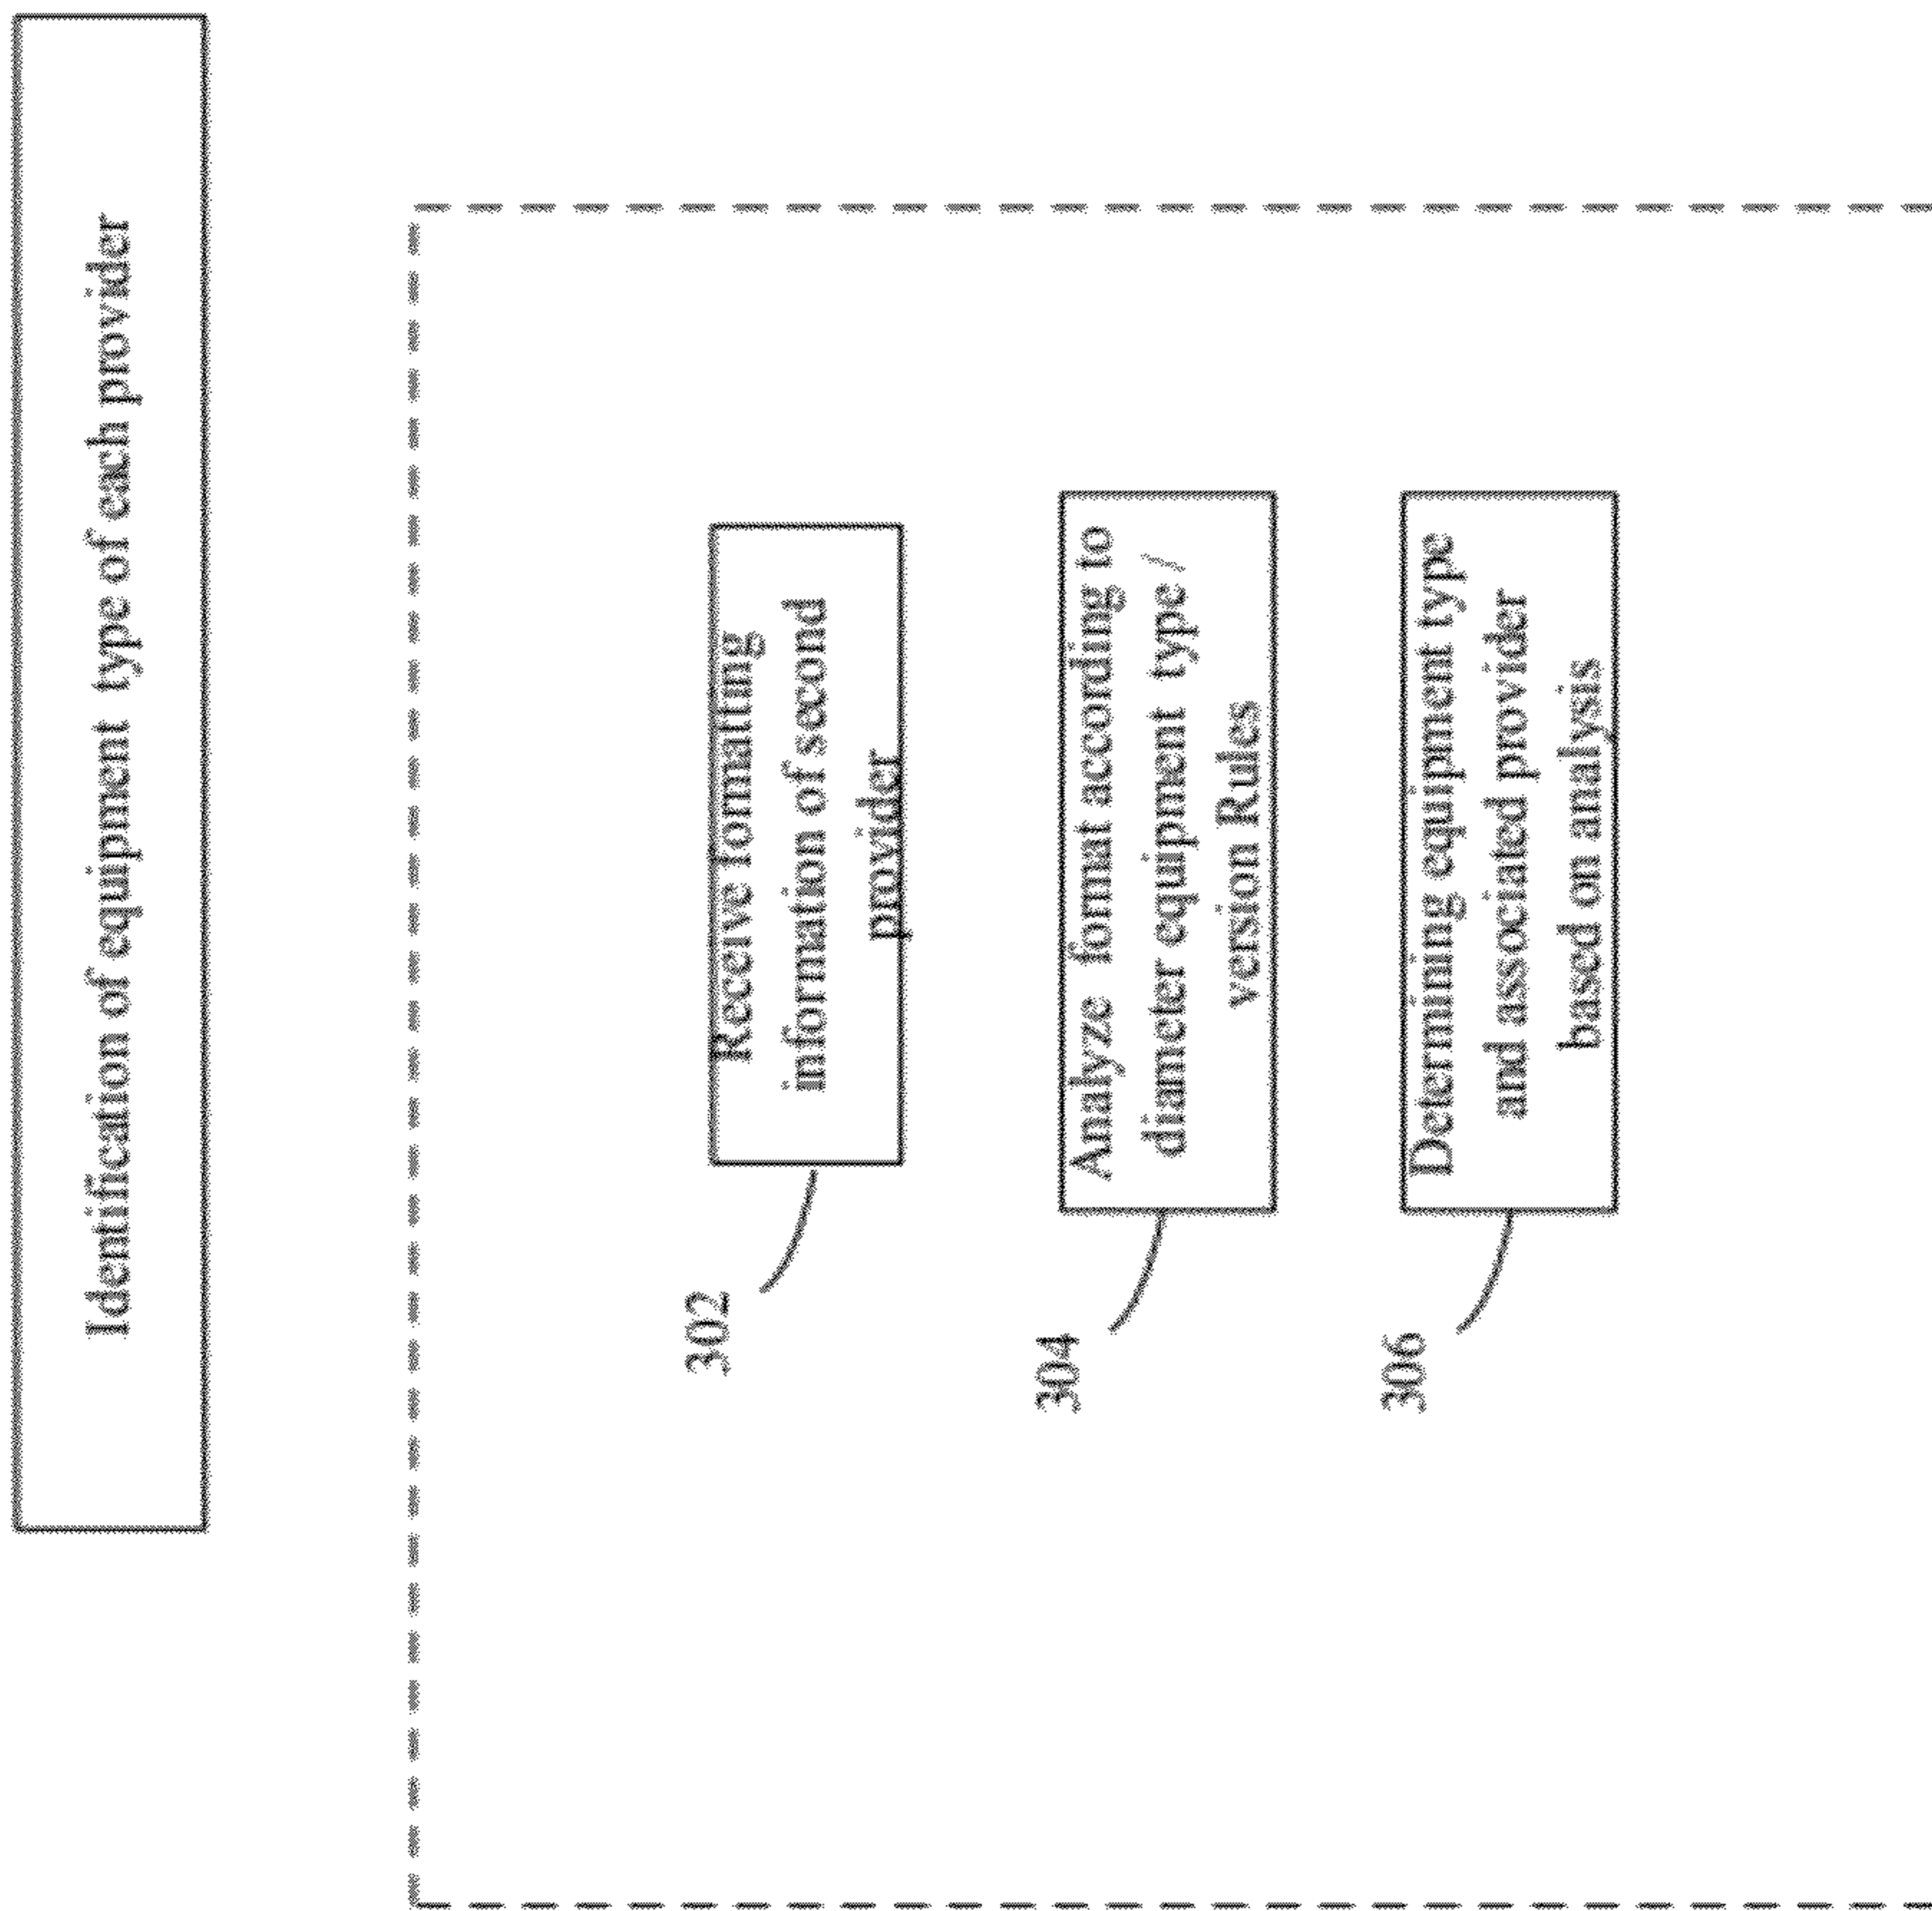 Identification of equipment type of each provider
302
Receive formatting
information of second
provider
304
Analyze format according to
diameter equipment type /
version Rules
306
Determining equipment type
and associated provider
based on analysis